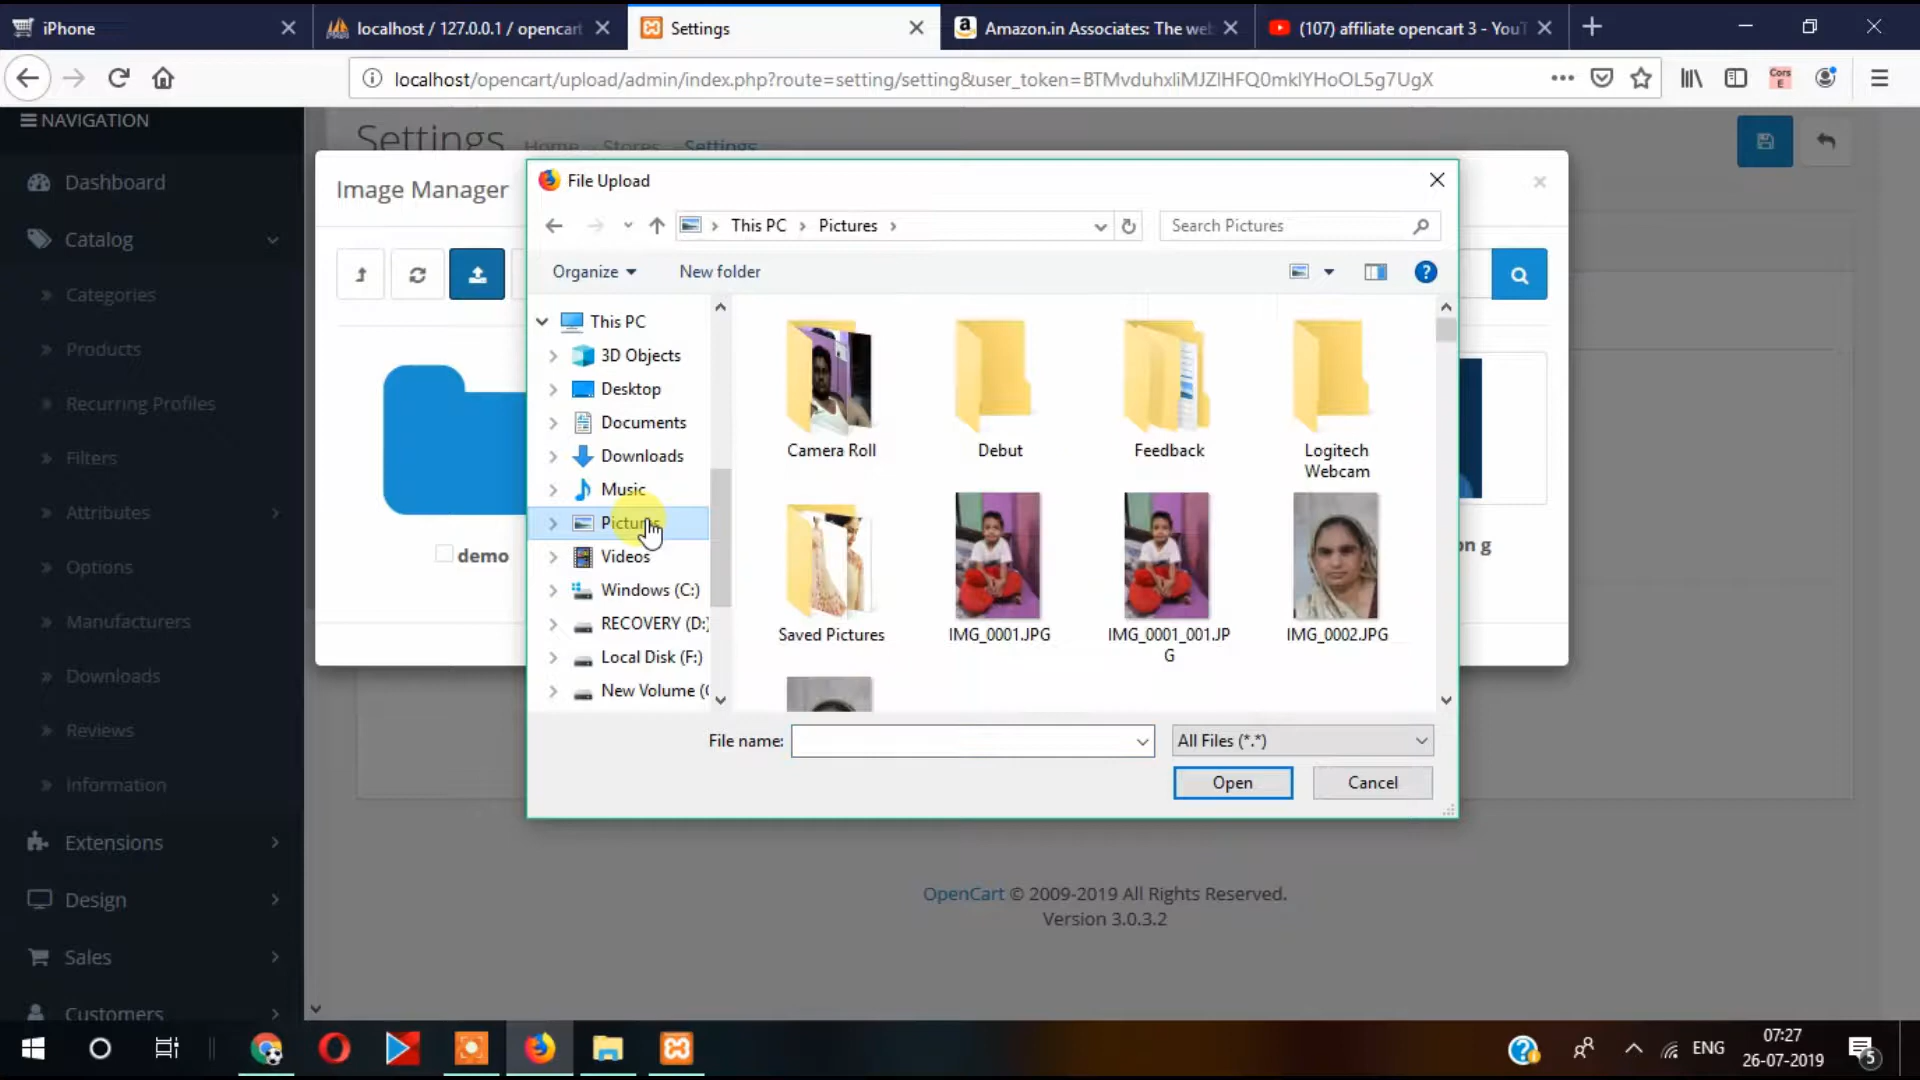 iPhone
localhost / 127.0.0.1 / opencart
Settings
Amazon.in Associates: The web
(107) affiliate opencart 3 - YouT
localhost/opencart/upload/admin/index.php?route=setting/setting&user_token=BTMvduhxliMJZlHFQ0mklYHoOL5g7UgX
Cors
E
NAVIGATION
Settings
Home
Stores
Settings
Dashboard
Catalog
Categories
Products
Recurring Profiles
Filters
Attributes
Options
Manufacturers
Downloads
Reviews
Information
Extensions
Design
Sales
Customers
Image Manager
demo
File Upload
This PC
Pictures
Search Pictures
Organize
New folder
This PC
3D Objects
Desktop
Documents
Downloads
Music
Pictures
Videos
Windows (C:)
RECOVERY (D:)
Local Disk (F:)
New Volume (
Camera Roll
Debut
Feedback
Logitech
Webcam
Saved Pictures
IMG_0001.JPG
IMG_0001_001.JP
G
IMG_0002.JPG
File name:
All Files (*.*)
Open
Cancel
OpenCart © 2009-2019 All Rights Reserved.
Version 3.0.3.2
ENG
07:27
26-07-2019
5